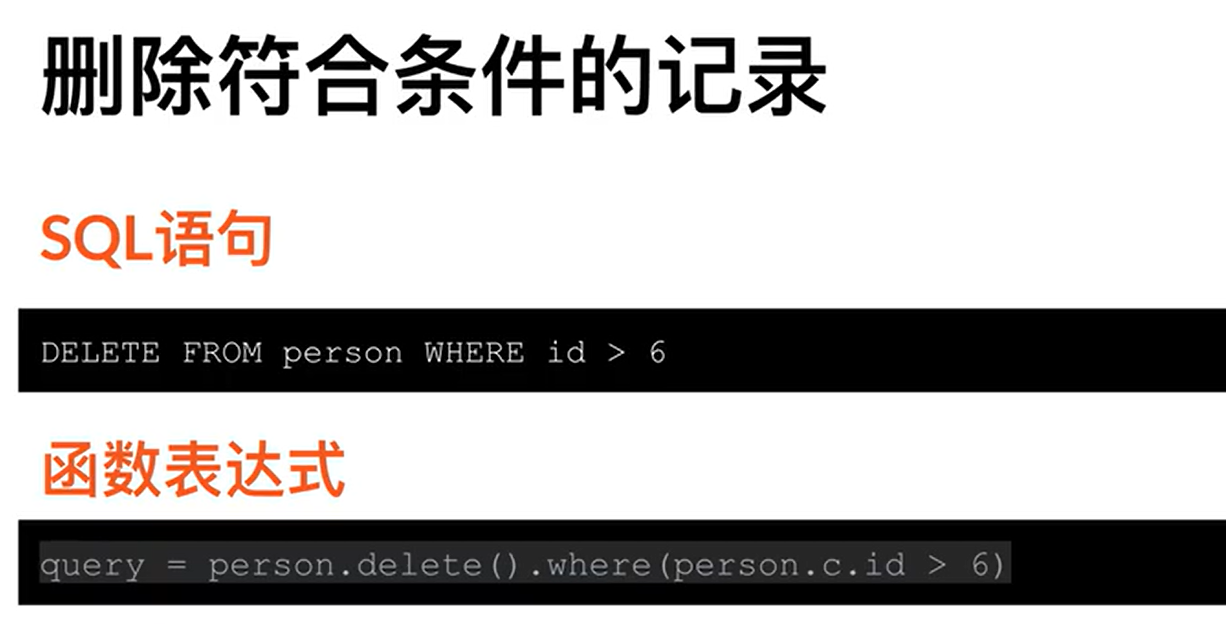 删除符合条件的记录
SQL语句
DELETE FROM person WHERE id > 6
函数表达式
query = person.delete().where(person.c.id > 6)